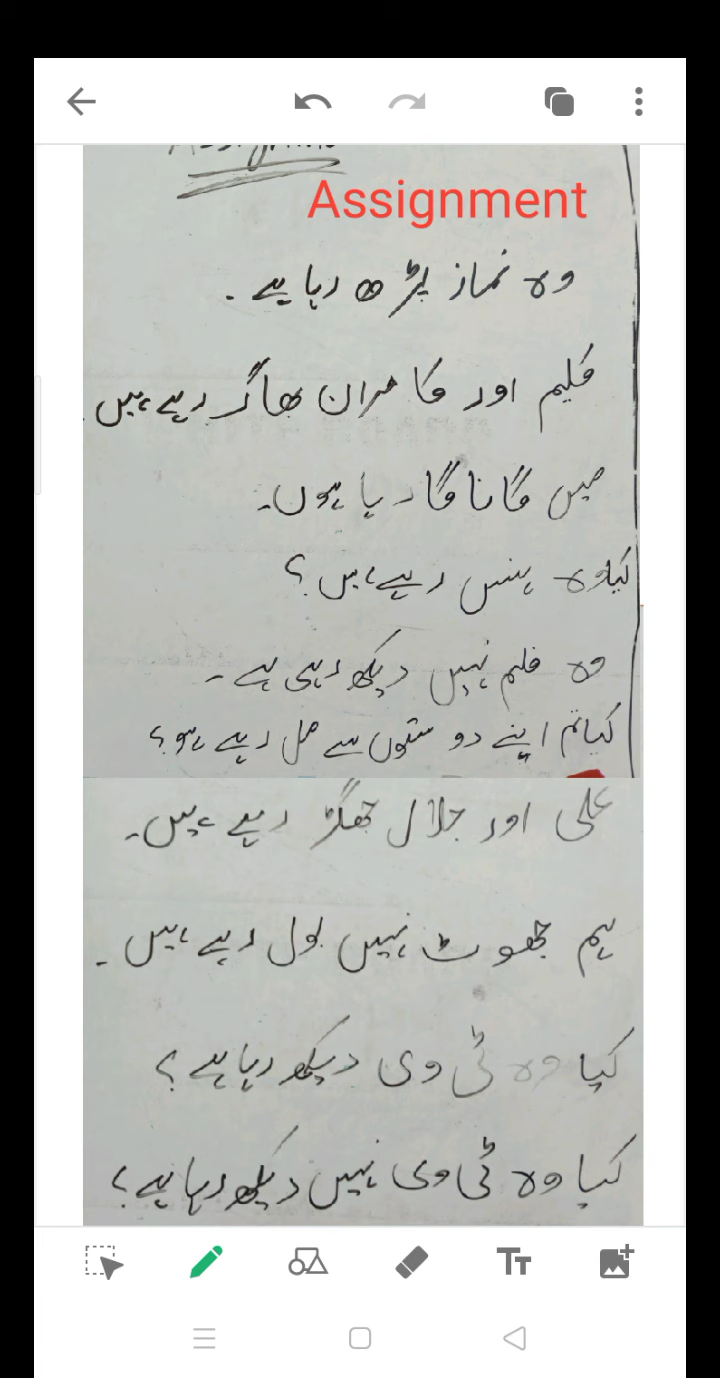 Assignment
وہ نماز پڑھ رہا ہے۔
کلیم اور کامران بھاگ رہے ہیں
میں گانا گا رہا ہوں۔
کیا وہ ہنس رہے ہیں؟
وہ فلم نہیں دیکھ رہی ہے۔
کیا تم اپنے دوستوں سے مل رہے ہو؟
علی اور جلال جھگڑ رہے ہیں۔
ہم جھوٹ نہیں بول رہے ہیں۔
کیا وہ ٹی وی دیکھ رہا ہے؟
کیا وہ ٹی وی نہیں دیکھ رہا ہے؟
Tт